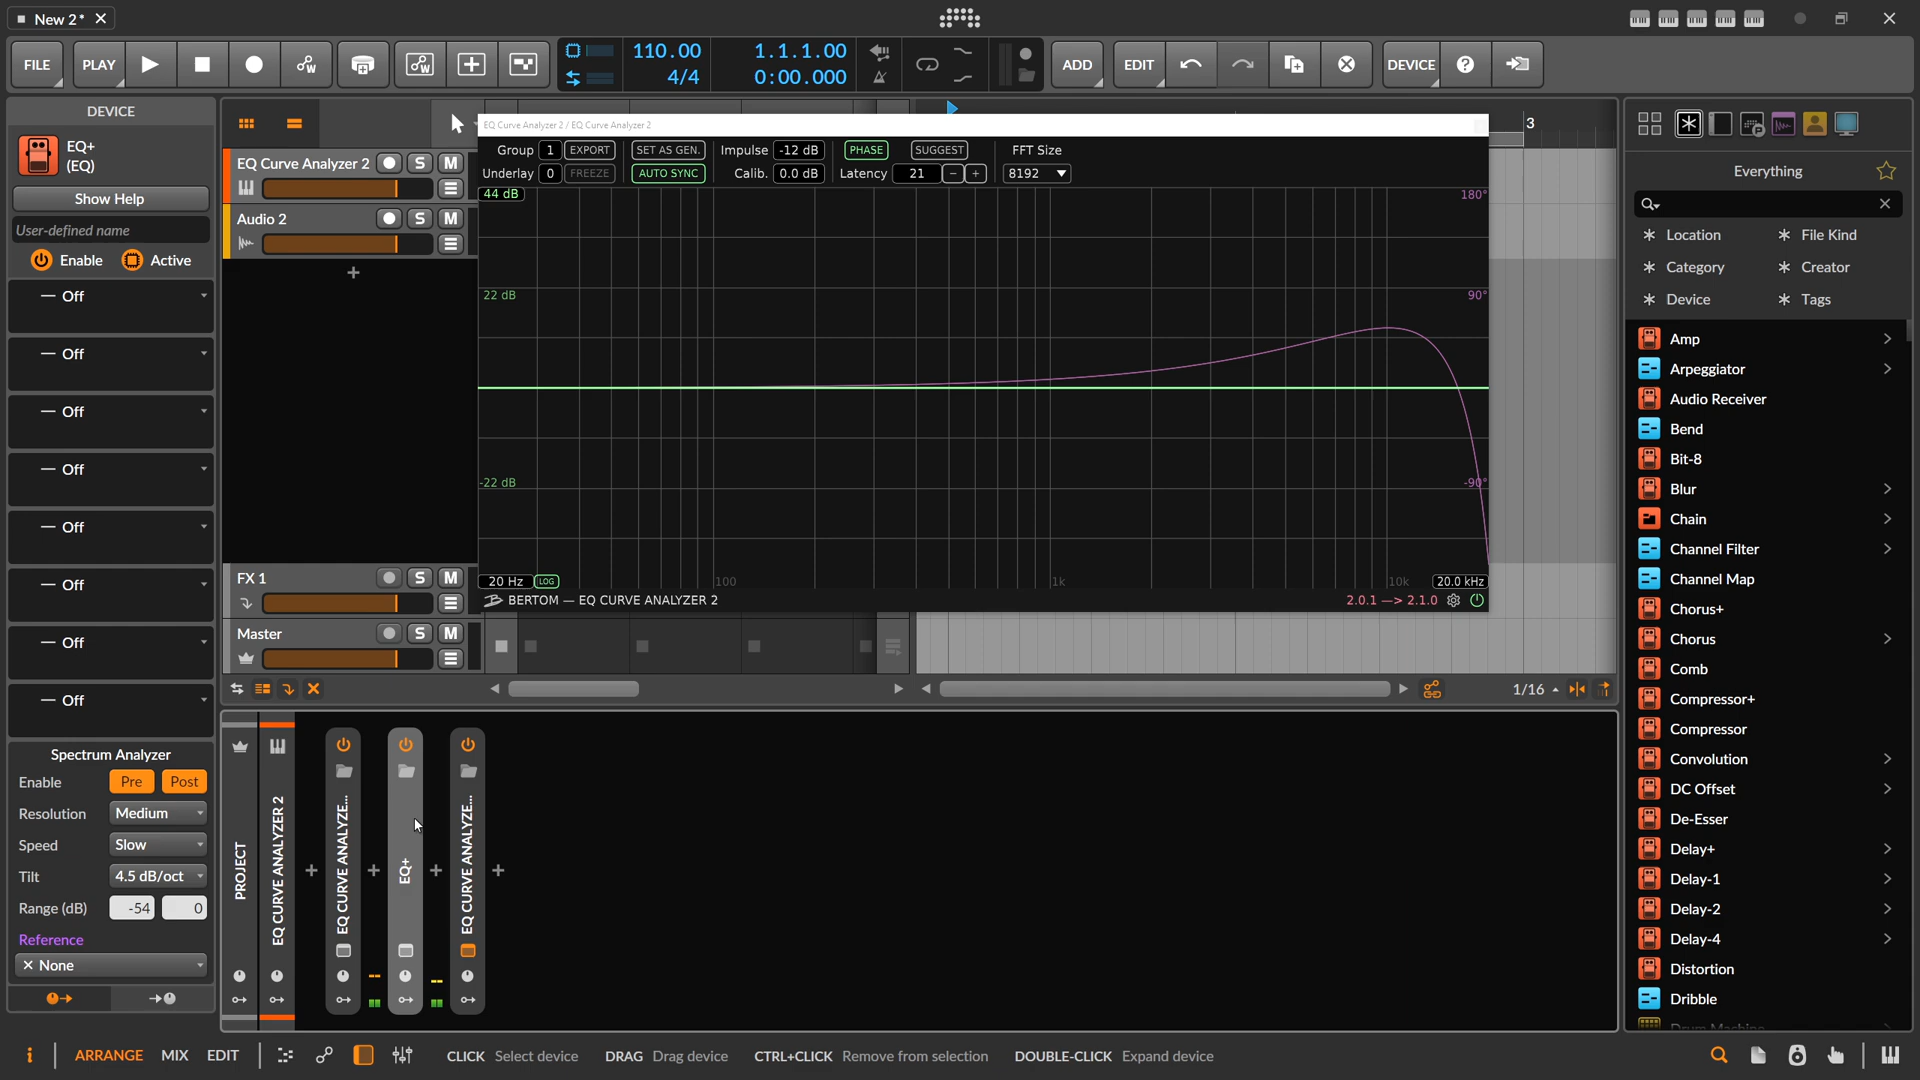 New 2*
FILE
PLAY
110.00
4/4
1.1.1.00
0:00.000
ADD
EDIT
DEVICE
DEVICE
EQ+
(EQ)
Show Help
User-defined name
Enable
Active
Off
Off
Off
Off
Off
Off
Off
Off
Spectrum Analyzer
Enable Pre Post
Resolution Medium
Speed Slow
Tilt 4.5 dB/oct
Range (dB) -54 0
Reference
None
EQ Curve Analyzer 2 S M
Audio 2 S M
FX 1 S M
Master S M
EQ Curve Analyzer 2 / EQ Curve Analyzer 2
Group 1 EXPORT SET AS GEN. Impulse -12 dB PHASE SUGGEST FFT Size
Underlay 0 FREEZE AUTO SYNC Calib. 0.0 dB Latency 21 − + 8192
44 dB 180°
22 dB 90°
-22 dB -90°
20 Hz LOG 100 1k 10k 20.0 kHz
BERTOM — EQ CURVE ANALYZER 2 2.0.1 —> 2.1.0
3
1/16
PROJECT
EQ CURVE ANALYZER 2
EQ CURVE ANALYZE...
EQ+
EQ CURVE ANALYZE...
Everything
Location File Kind
Category Creator
Device Tags
Amp
Arpeggiator
Audio Receiver
Bend
Bit-8
Blur
Chain
Channel Filter
Channel Map
Chorus+
Chorus
Comb
Compressor+
Compressor
Convolution
DC Offset
De-Esser
Delay+
Delay-1
Delay-2
Delay-4
Distortion
Dribble
Drum Machine
i ARRANGE MIX EDIT CLICK Select device DRAG Drag device CTRL+CLICK Remove from selection DOUBLE-CLICK Expand device